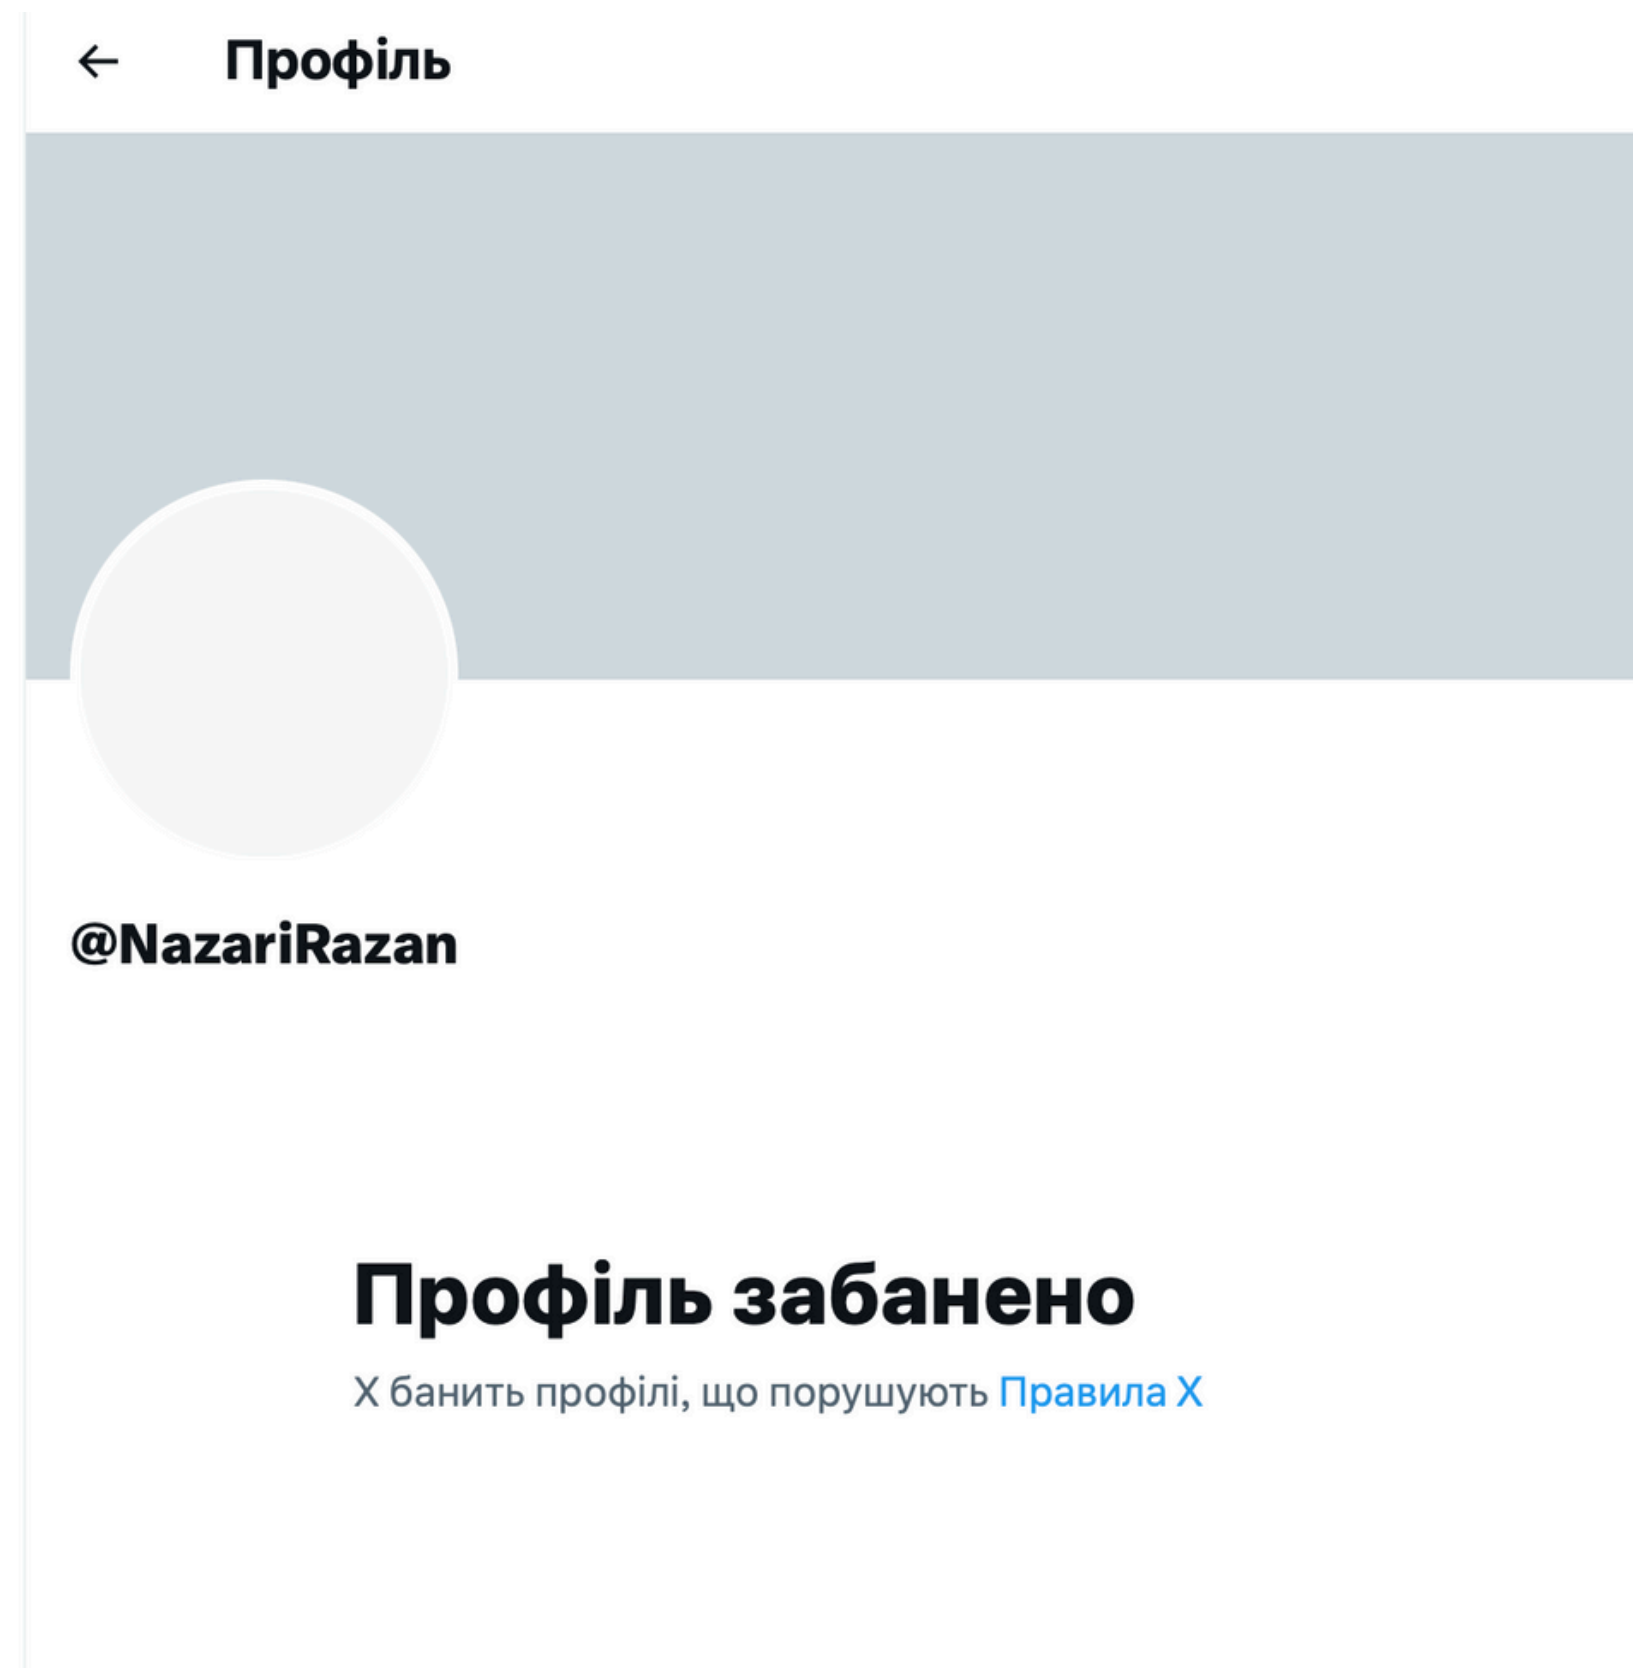 Профіль
@NazariRazan
Профіль забанено
X банить профілі, що порушують Правила X